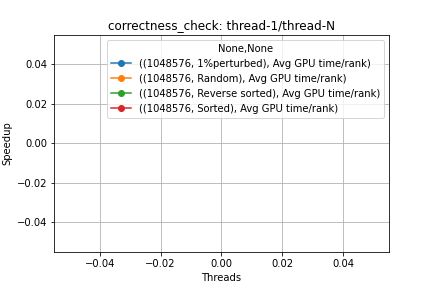 correctness_check: thread-1/thread-N
None,None
((1048576, 1%perturbed), Avg GPU time/rank)
((1048576, Random), Avg GPU time/rank)
((1048576, Reverse sorted), Avg GPU time/rank)
((1048576, Sorted), Avg GPU time/rank)
Speedup
0.04
0.02
0.00
−0.02
−0.04
−0.04
−0.02
0.00
0.02
0.04
Threads